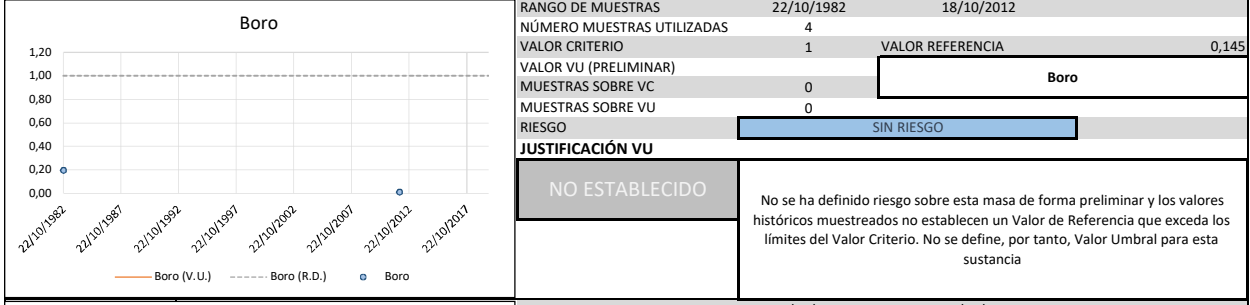 Boro
1,20
1,00
0,80
0,60
0,40
0,20
0,00
22/10/1982
22/10/1987
22/10/1992
22/10/1997
22/10/2002
22/10/2007
22/10/2012
22/10/2017
Boro (V.U.) Boro (R.D.) Boro
RANGO DE MUESTRAS 22/10/1982 18/10/2012
NÚMERO MUESTRAS UTILIZADAS 4
VALOR CRITERIO 1 VALOR REFERENCIA 0,145
VALOR VU (PRELIMINAR)
Boro
MUESTRAS SOBRE VC 0
MUESTRAS SOBRE VU 0
RIESGO SIN RIESGO
JUSTIFICACIÓN VU
NO ESTABLECIDO
No se ha definido riesgo sobre esta masa de forma preliminar y los valores
históricos muestreados no establecen un Valor de Referencia que exceda los
límites del Valor Criterio. No se define, por tanto, Valor Umbral para esta
sustancia